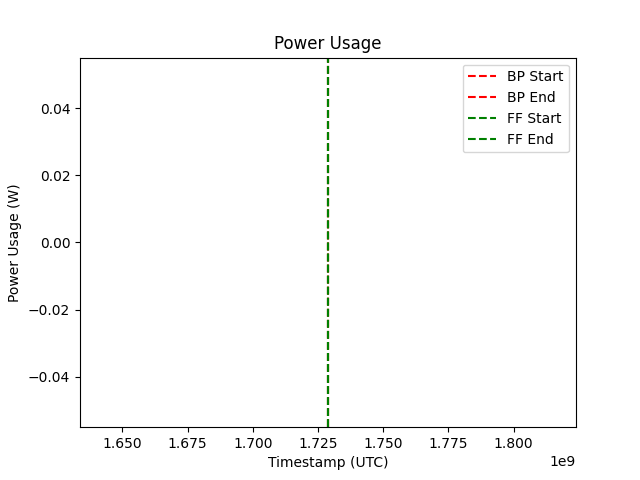 Power Usage
BP Start
BP End
FF Start
FF End
0.04
0.02
0.00
−0.02
−0.04
Power Usage (W)
1.650 1.675 1.700 1.725 1.750 1.775 1.800
1e9
Timestamp (UTC)